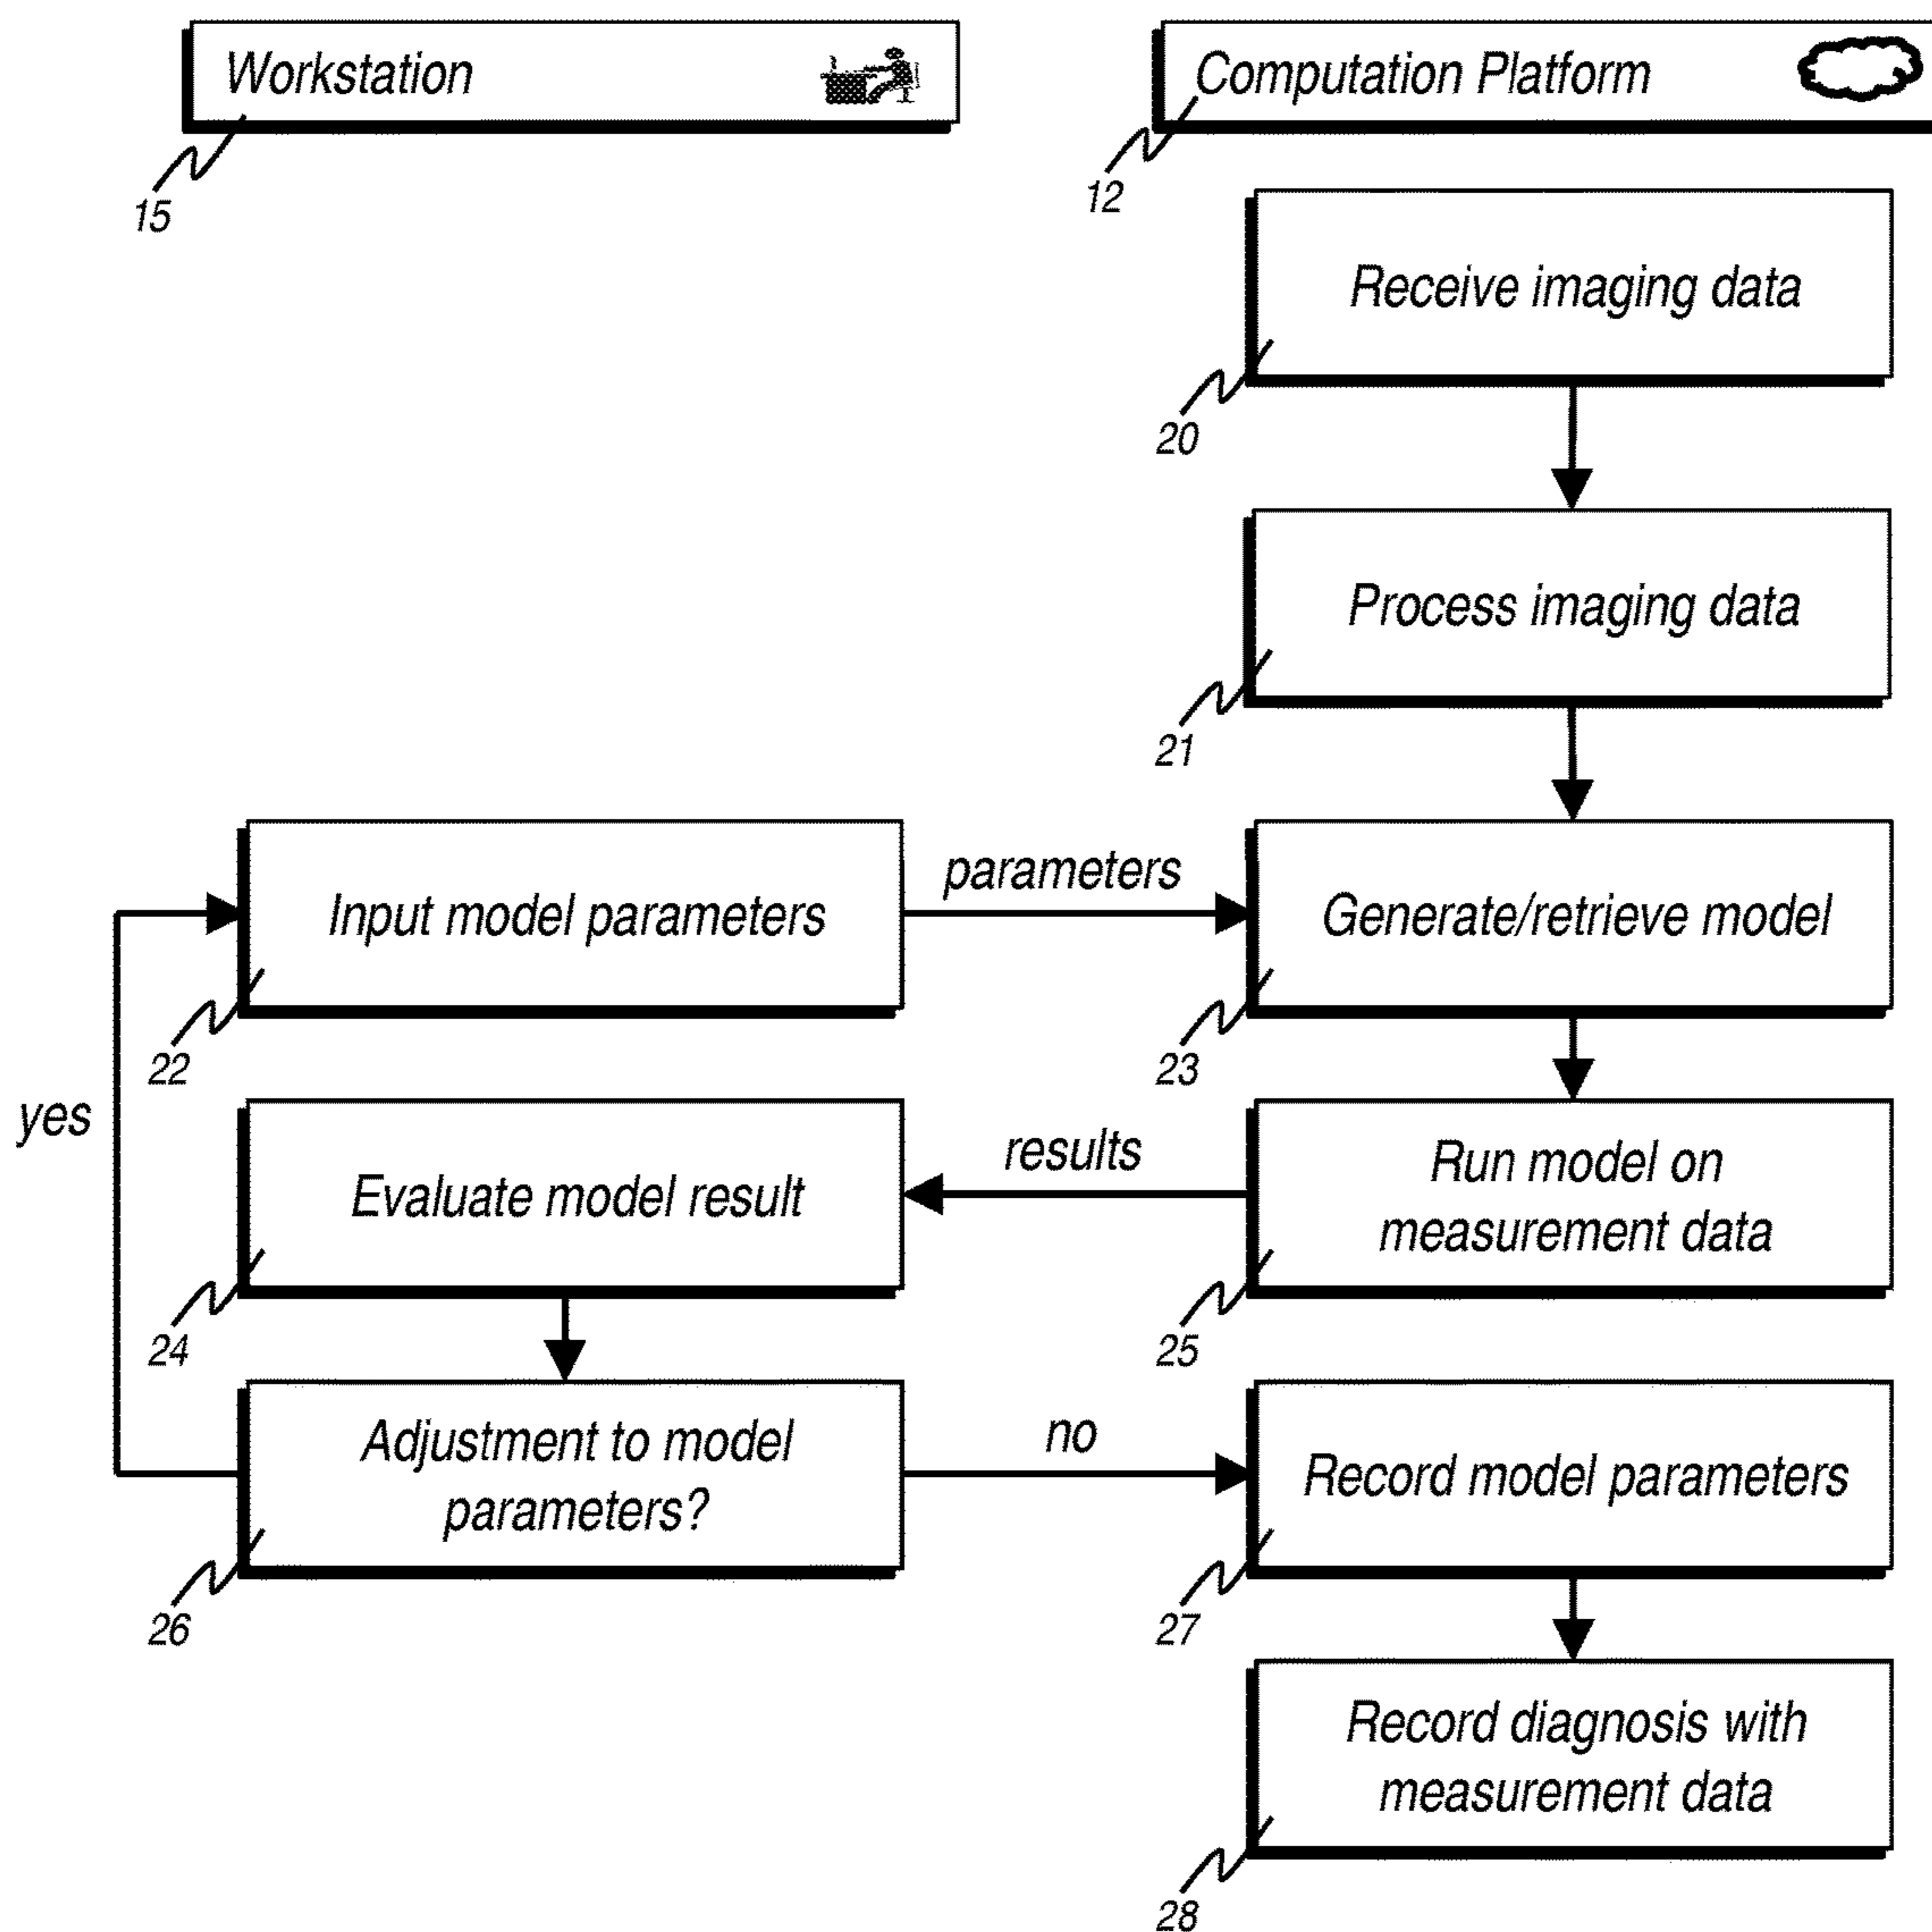 Workstation
Computation Platform
15
12
Receive imaging data
20
Process imaging data
21
Input model parameters
parameters
Generate/retrieve model
22
23
yes
Evaluate model result
results
Run model on
measurement data
24
25
Adjustment to model
parameters?
no
Record model parameters
26
27
Record diagnosis with
measurement data
28